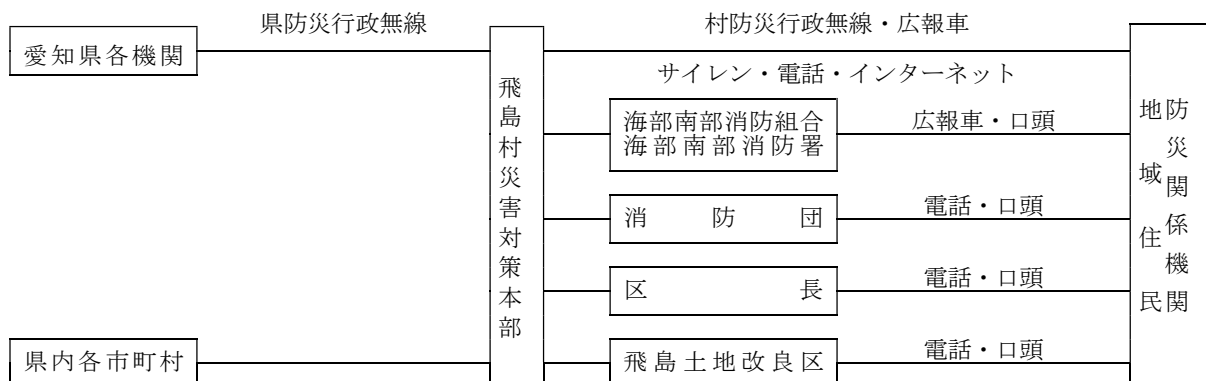 県防災行政無線
村防災行政無線・広報車
愛知県各機関
サイレン・電話・インターネット
飛島村災害対策本部
海部南部消防組合
海部南部消防署
広報車・口頭
消防団
電話・口頭
区長
電話・口頭
県内各市町村
飛島土地改良区
電話・口頭
防災関係機関
地域住民